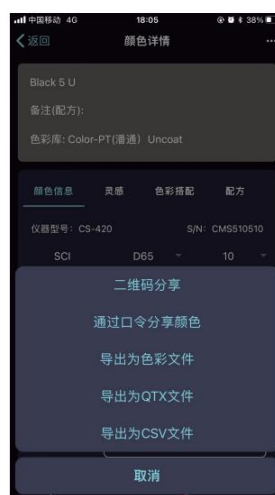 中国移动 4G 18:05 38%
返回 颜色详情 ...
Black 5 U
备注(配方):
色彩库: Color-PT(潘通) Uncoat
颜色信息 灵感 色彩搭配 配方
仪器型号: CS-420 S/N: CMS510510
SCI D65 10
二维码分享
通过口令分享颜色
导出为色彩文件
导出为QTX文件
导出为CSV文件
取消